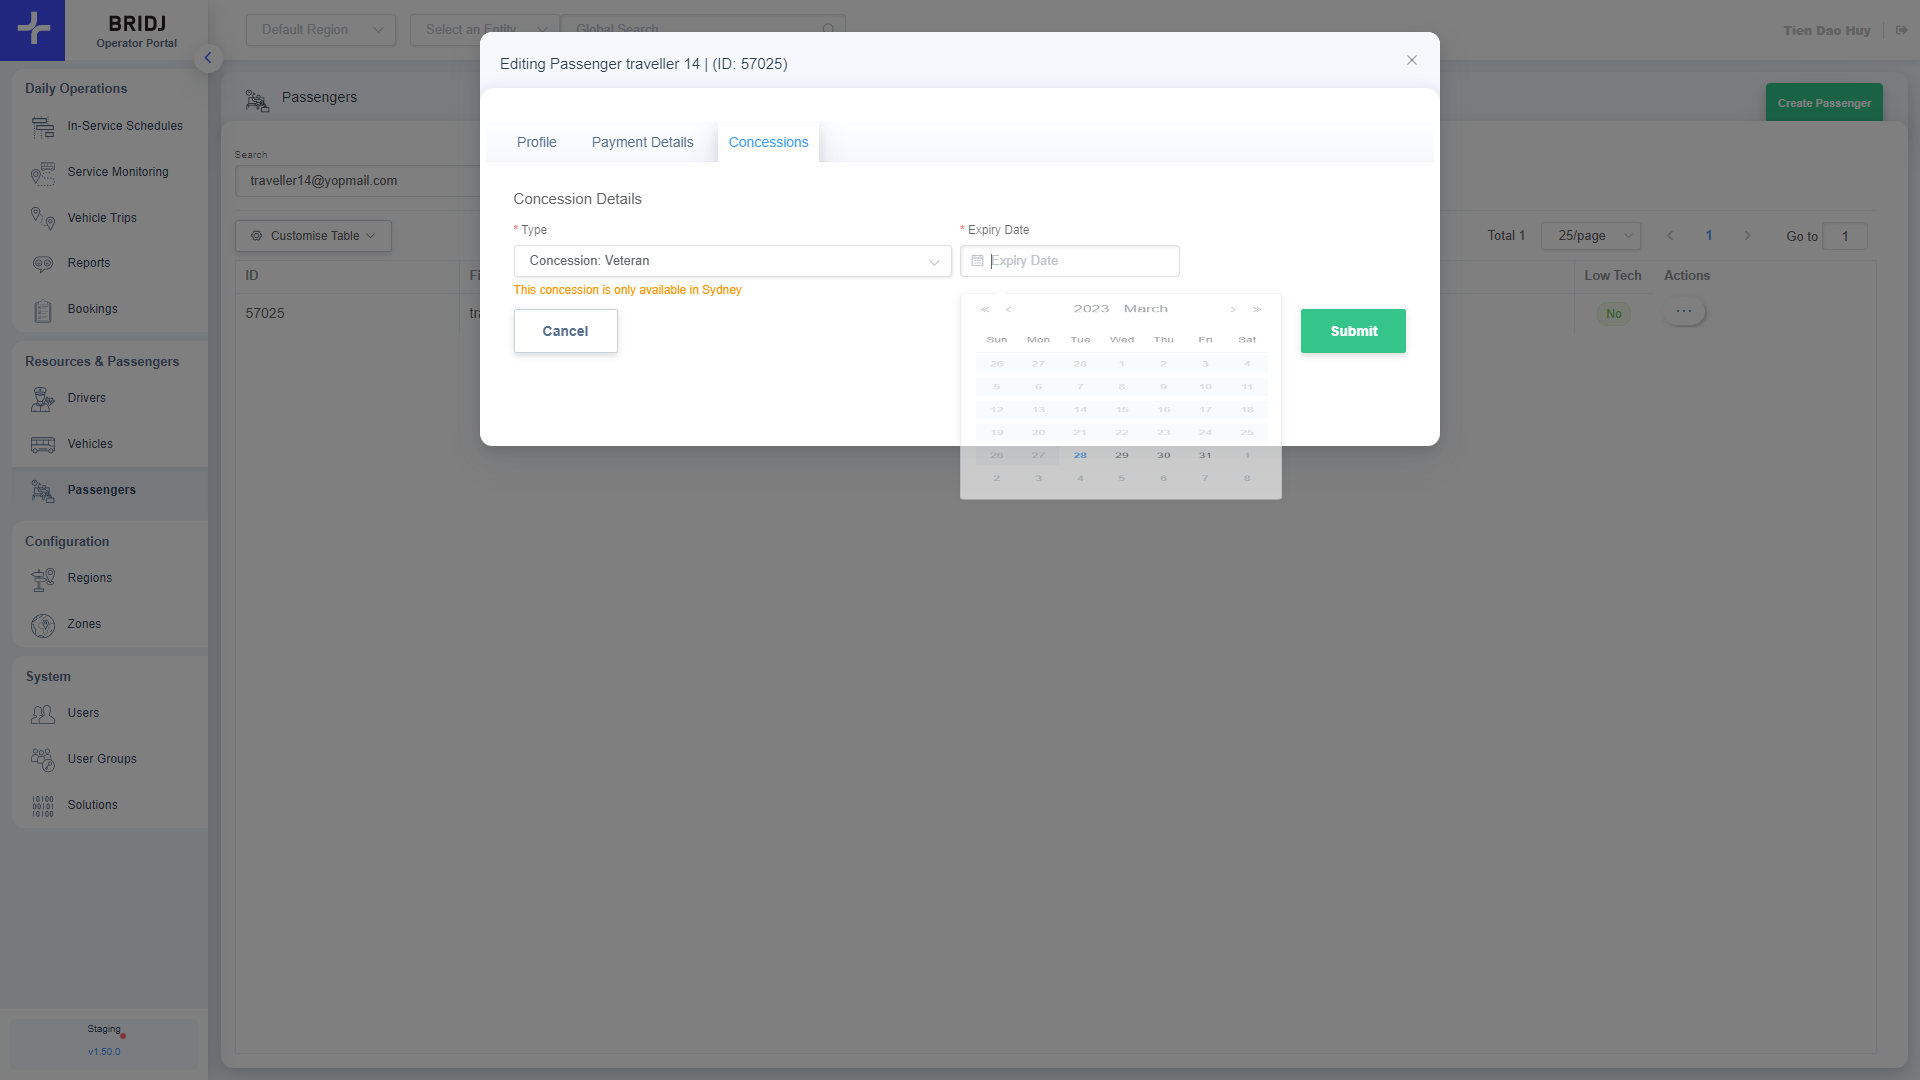 BRIDJ
Operator Portal
Default Region
Select an Entity
Global Search
Tien Dao Huy
Daily Operations
In-Service Schedules
Service Monitoring
Vehicle Trips
Reports
Bookings
Resources & Passengers
Drivers
Vehicles
Passengers
Configuration
Regions
Zones
System
Users
User Groups
Solutions
Staging
v1.50.0
Passengers
Create Passenger
Search
traveller14@yopmail.com
Customise Table
Total 1
25/page
1
Go to
1
ID
Fi
Low Tech
Actions
57025
tr
No
Editing Passenger traveller 14 | (ID: 57025)
Profile
Payment Details
Concessions
Concession Details
* Type
* Expiry Date
Concession: Veteran
Expiry Date
This concession is only available in Sydney
Cancel
Submit
« ‹ 2023 March › »
Sun Mon Tue Wed Thu Fri Sat
26 27 28 1 2 3 4
5 6 7 8 9 10 11
12 13 14 15 16 17 18
19 20 21 22 23 24 25
26 27 28 29 30 31 1
2 3 4 5 6 7 8